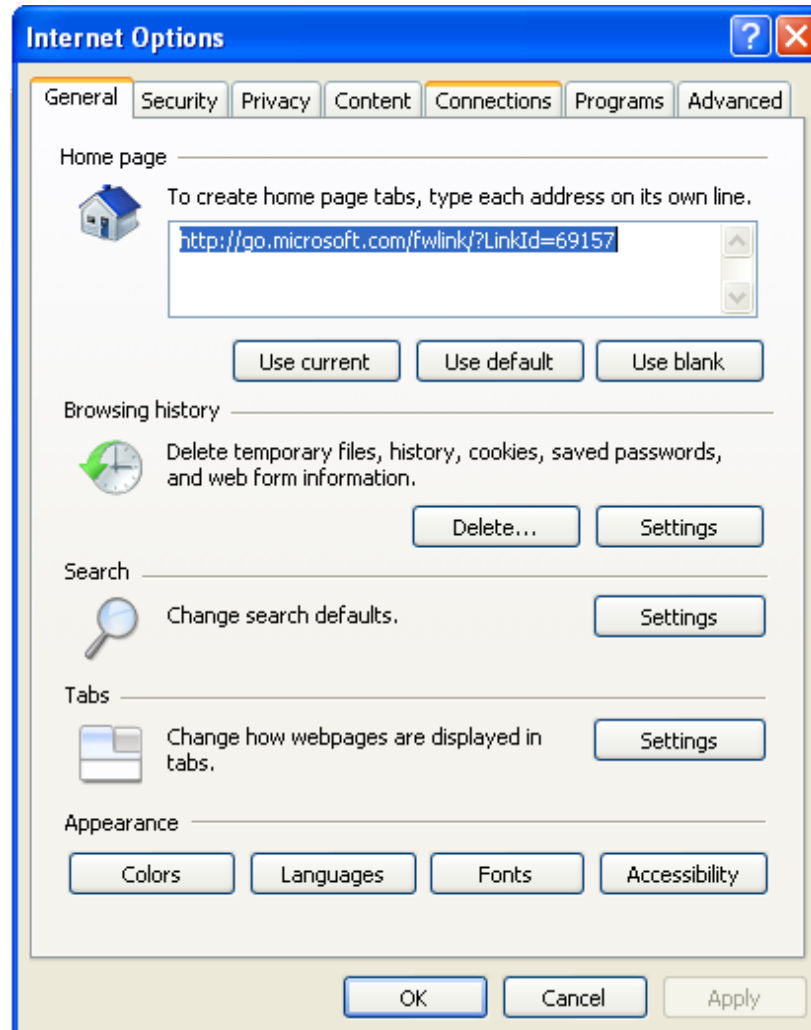 Internet Options
General Security Privacy Content Connections Programs Advanced
Home page
To create home page tabs, type each address on its own line.
http://go.microsoft.com/fwlink/?LinkId=69157
Use current Use default Use blank
Browsing history
Delete temporary files, history, cookies, saved passwords,
and web form information.
Delete... Settings
Search
Change search defaults. Settings
Tabs
Change how webpages are displayed in
tabs.
Settings
Appearance
Colors Languages Fonts Accessibility
OK Cancel Apply